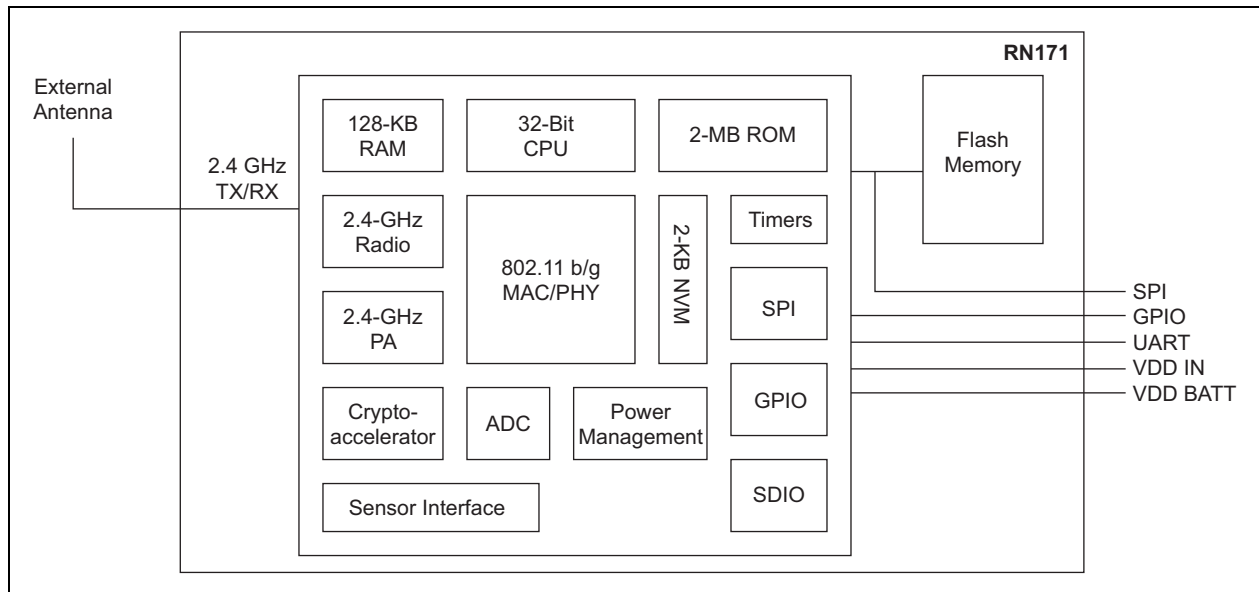 RN171
External
Antenna
2.4 GHz
TX/RX
128-KB
RAM
32-Bit
CPU
2-MB ROM
Flash
Memory
2.4-GHz
Radio
802.11 b/g
MAC/PHY
2-KB NVM
Timers
2.4-GHz
PA
SPI
Crypto-
accelerator
ADC
Power
Management
GPIO
Sensor Interface
SDIO
SPI
GPIO
UART
VDD IN
VDD BATT